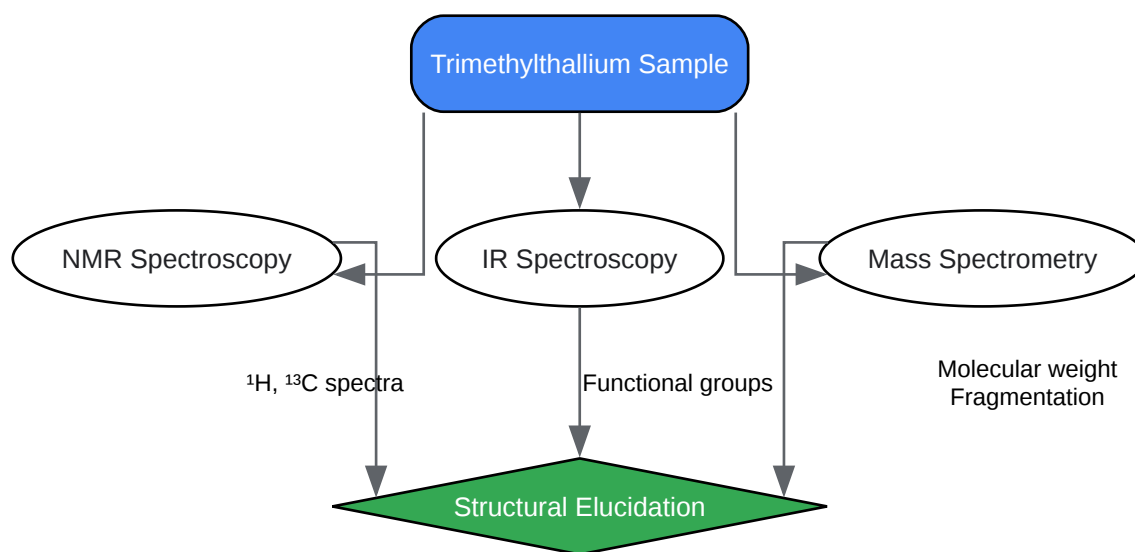 Trimethylthallium Sample
NMR Spectroscopy
IR Spectroscopy
Mass Spectrometry
¹H, ¹³C spectra
Functional groups
Molecular weight
Fragmentation
Structural Elucidation